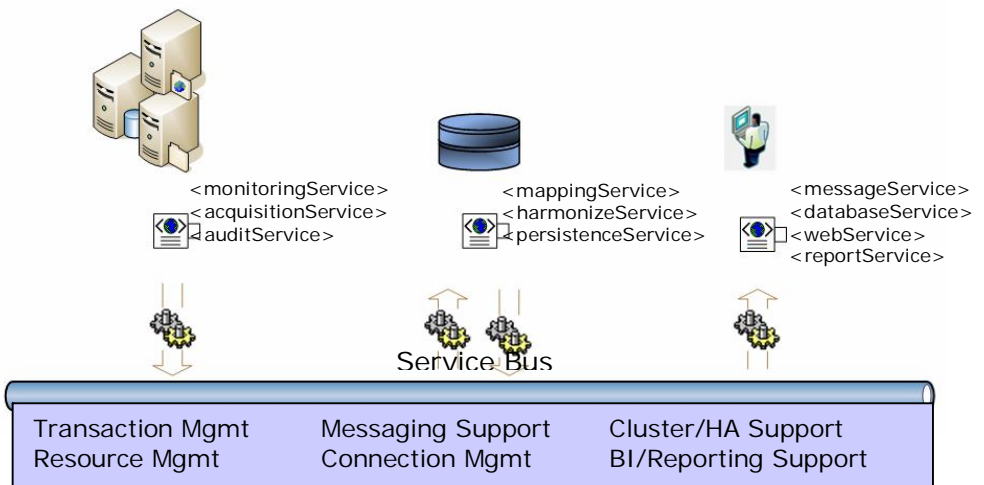 <monitoringService>
<acquisitionService>
<auditService>
<mappingService>
<harmonizeService>
<persistenceService>
<messageService>
<databaseService>
<webService>
<reportService>
Service Bus
Transaction Mgmt
Resource Mgmt
Messaging Support
Connection Mgmt
Cluster/HA Support
BI/Reporting Support